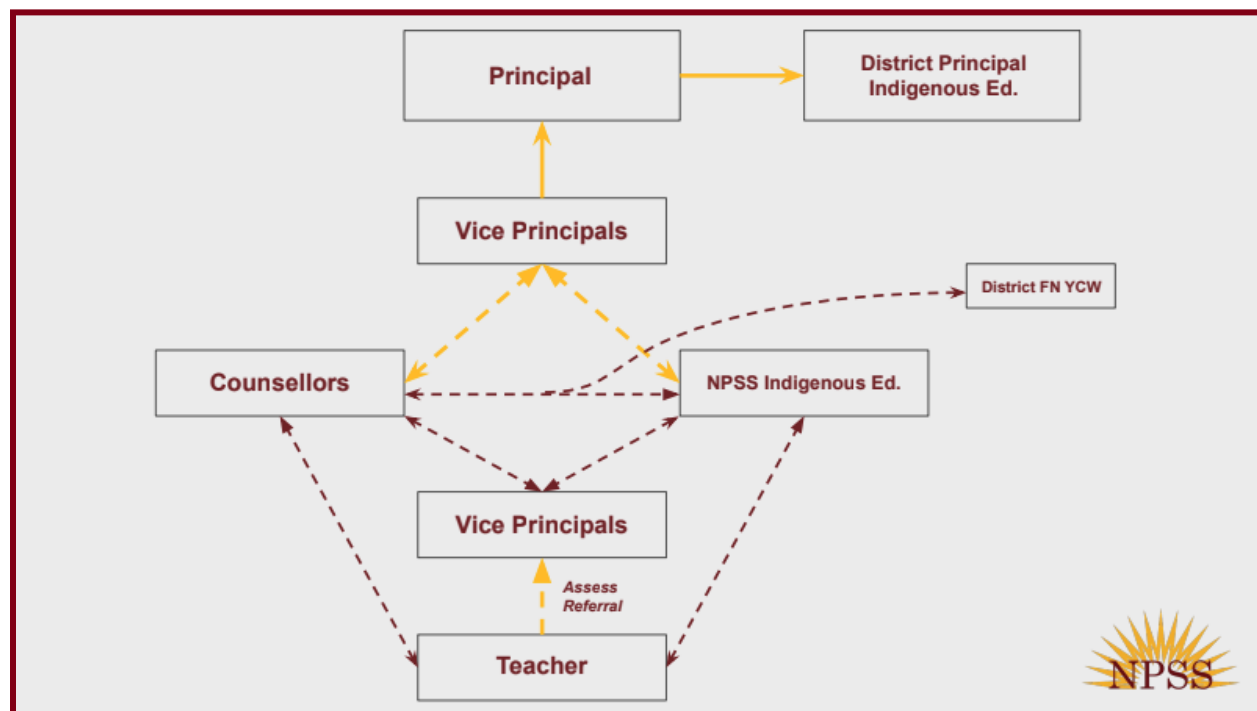 Principal
District Principal
Indigenous Ed.
Vice Principals
District FN YCW
Counsellors
NPSS Indigenous Ed.
Vice Principals
Assess
Referral
Teacher
NPSS